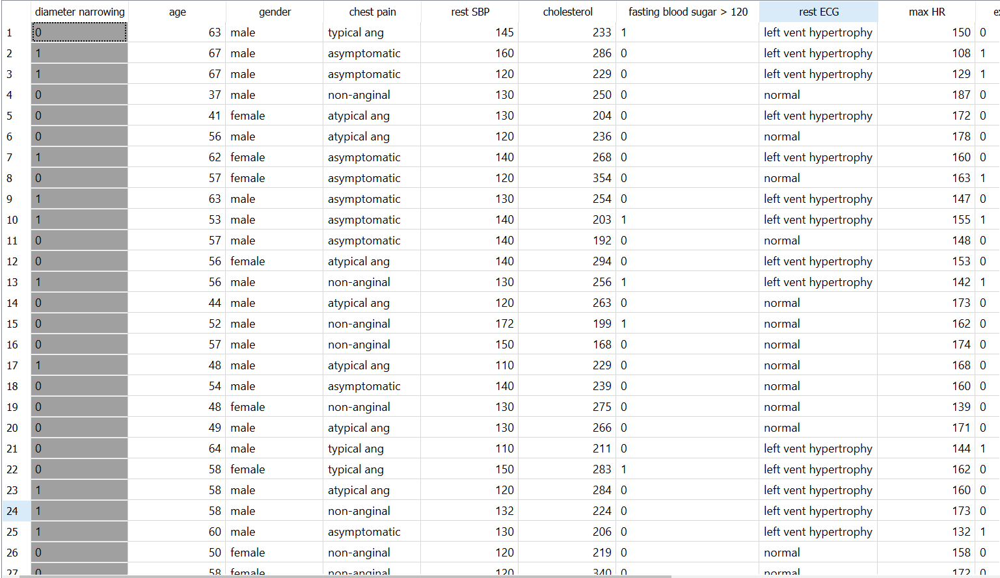 diameter narrowing age gender chest pain rest SBP cholesterol fasting blood sugar > 120 rest ECG max HR
1 0 63 male typical ang 145 233 1 left vent hypertrophy 150 0
2 1 67 male asymptomatic 160 286 0 left vent hypertrophy 108 1
3 1 67 male asymptomatic 120 229 0 left vent hypertrophy 129 1
4 0 37 male non-anginal 130 250 0 normal 187 0
5 0 41 female atypical ang 130 204 0 left vent hypertrophy 172 0
6 0 56 male atypical ang 120 236 0 normal 178 0
7 1 62 female asymptomatic 140 268 0 left vent hypertrophy 160 0
8 0 57 female asymptomatic 120 354 0 normal 163 1
9 1 63 male asymptomatic 130 254 0 left vent hypertrophy 147 0
10 1 53 male asymptomatic 140 203 1 left vent hypertrophy 155 1
11 0 57 male asymptomatic 140 192 0 normal 148 0
12 0 56 female atypical ang 140 294 0 left vent hypertrophy 153 0
13 1 56 male non-anginal 130 256 1 left vent hypertrophy 142 1
14 0 44 male atypical ang 120 263 0 normal 173 0
15 0 52 male non-anginal 172 199 1 normal 162 0
16 0 57 male non-anginal 150 168 0 normal 174 0
17 1 48 male atypical ang 110 229 0 normal 168 0
18 0 54 male asymptomatic 140 239 0 normal 160 0
19 0 48 female non-anginal 130 275 0 normal 139 0
20 0 49 male atypical ang 130 266 0 normal 171 0
21 0 64 male typical ang 110 211 0 left vent hypertrophy 144 1
22 0 58 female typical ang 150 283 1 left vent hypertrophy 162 0
23 1 58 male atypical ang 120 284 0 left vent hypertrophy 160 0
24 1 58 male non-anginal 132 224 0 left vent hypertrophy 173 0
25 1 60 male asymptomatic 130 206 0 left vent hypertrophy 132 1
26 0 50 female non-anginal 120 219 0 normal 158 0
27 0 58 female non-anginal 120 340 0 normal 172 0